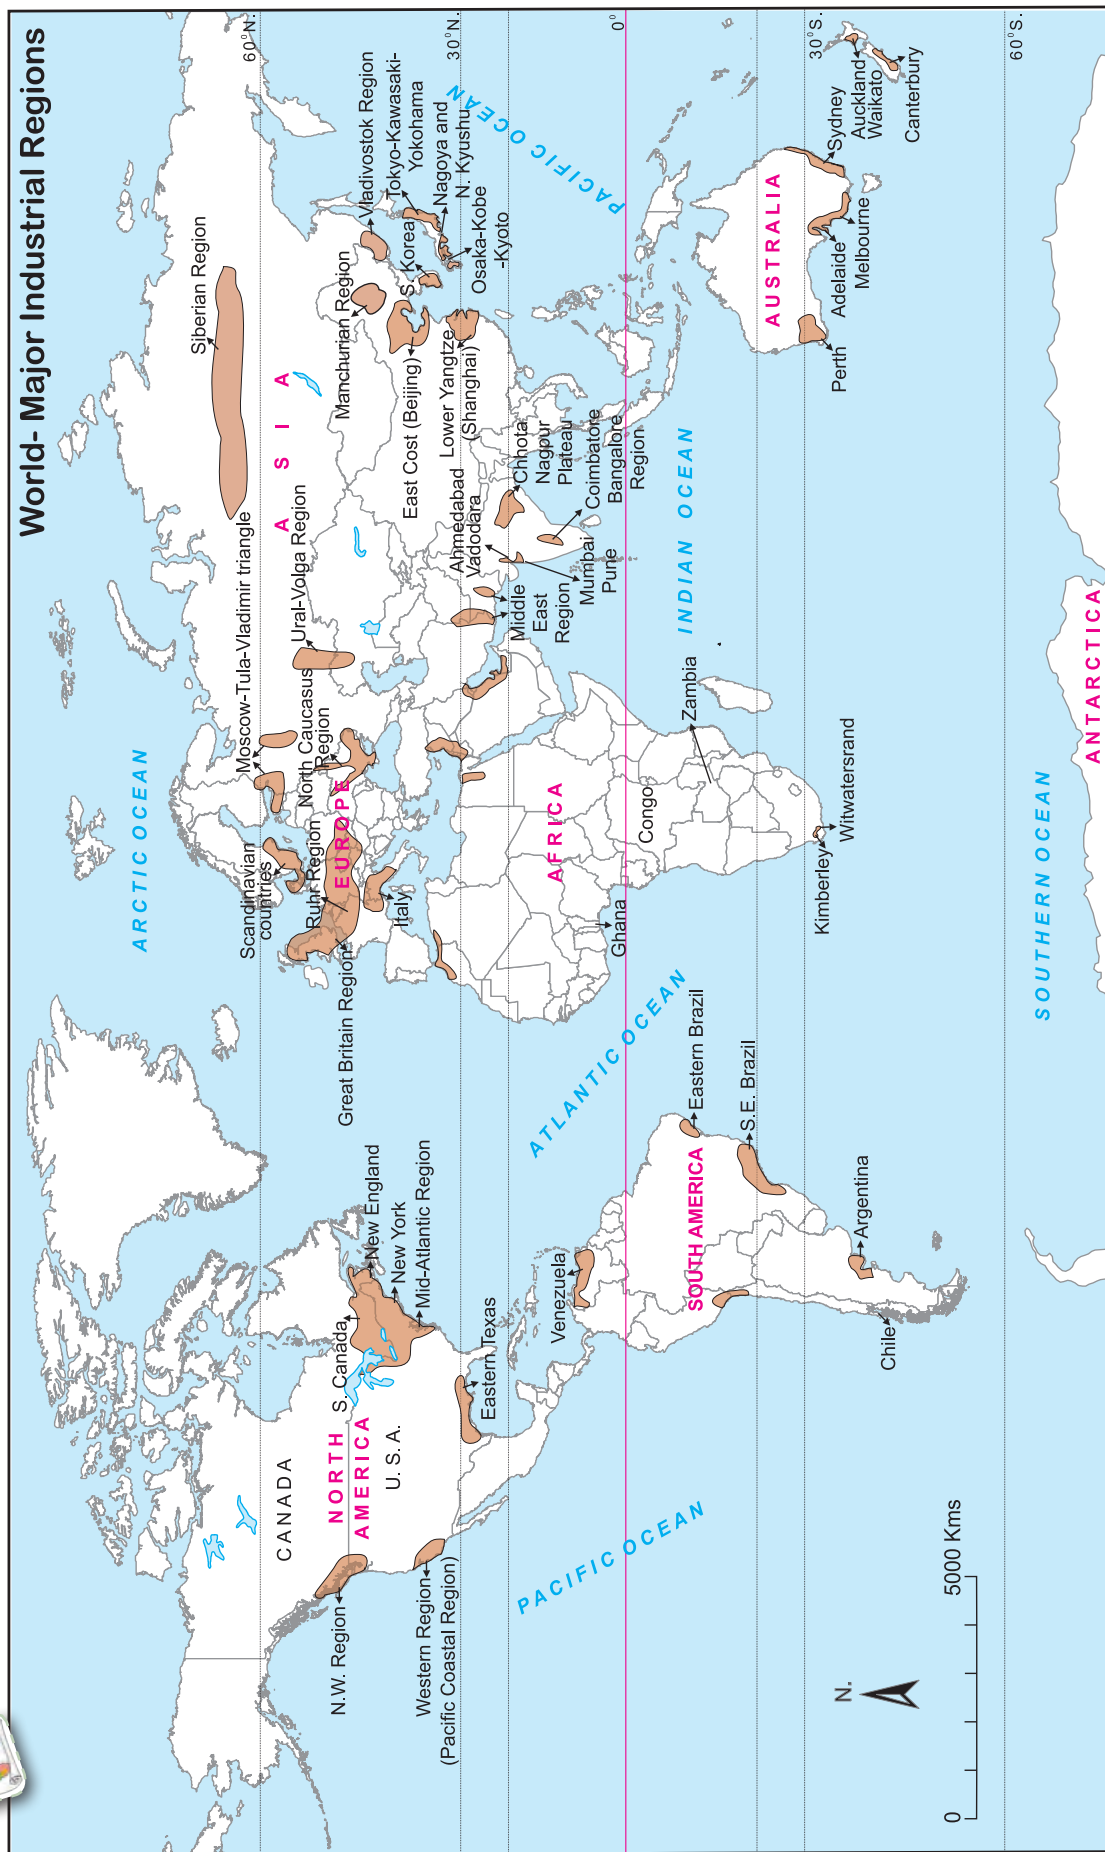 World- Major Industrial Regions
60°N.
30°N.
0°
30°S.
60°S.
ARCTIC OCEAN
PACIFIC OCEAN
ATLANTIC OCEAN
PACIFIC OCEAN
INDIAN OCEAN
SOUTHERN OCEAN
NORTH
AMERICA
SOUTH AMERICA
EUROPE
AFRICA
ASIA
AUSTRALIA
ANTARCTICA
CANADA
U. S. A.
N.W. Region
Western Region
(Pacific Coastal Region)
S. Canada
New England
New York
Mid-Atlantic Region
Eastern Texas
Venezuela
Eastern Brazil
S.E. Brazil
Argentina
Chile
Great Britain Region
Scandinavian
countries
Ruhr Region
Italy
North Caucasus
Region
Moscow-Tula-Vladimir triangle
Ural-Volga Region
Siberian Region
Ghana
Congo
Zambia
Kimberley
Witwatersrand
Middle
East
Region
Ahmedabad
Vadodara
Mumbai
Pune
Chhota
Nagpur
Plateau
Coimbatore
Bangalore
Region
Manchurian Region
East Cost (Beijing)
Lower Yangtze
(Shanghai)
S. Korea
Vladivostok Region
Tokyo-Kawasaki-
Yokohama
Nagoya and
N. Kyushu
Osaka-Kobe
-Kyoto
Perth
Adelaide
Melbourne
Sydney
Auckland
Waikato
Canterbury
N.
0
5000 Kms